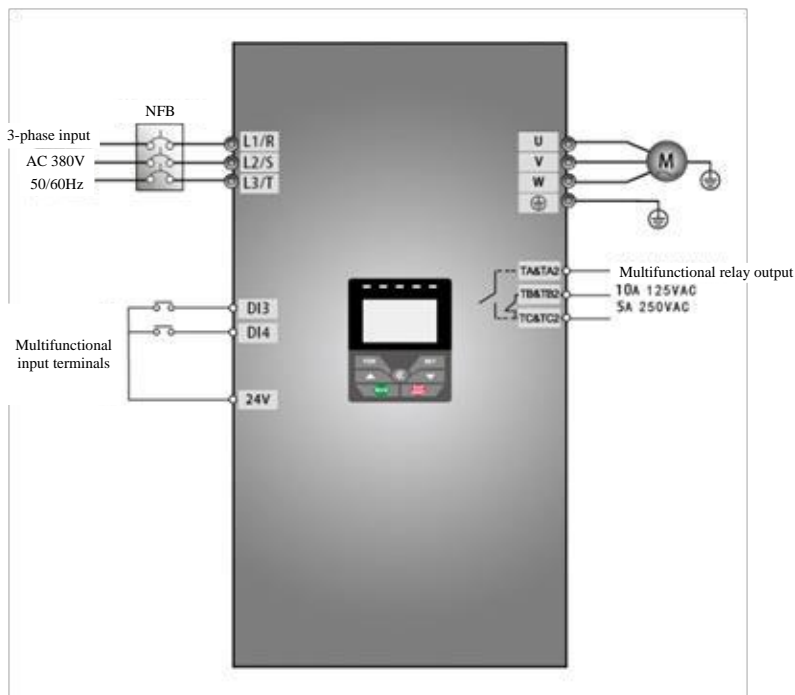 NFB
3-phase input
AC 380V
50/60Hz
L1/R
L2/S
L3/T
U
V
W
M
TA&TA2
TB&TB2
TC&TC2
Multifunctional relay output
10A 125VAC
5A 250VAC
Multifunctional
input terminals
DI3
DI4
24V
SET